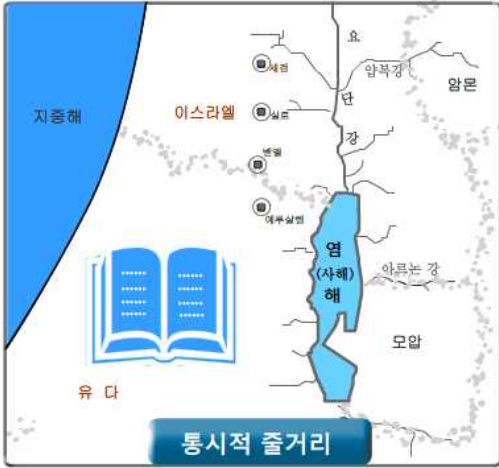 요
세겜
얍복강
암몬
지중해
이스라엘
실로
단
강
벧엘
예루살렘
염
(사해)
해
아르논 강
모압
유 다
통시적 줄거리